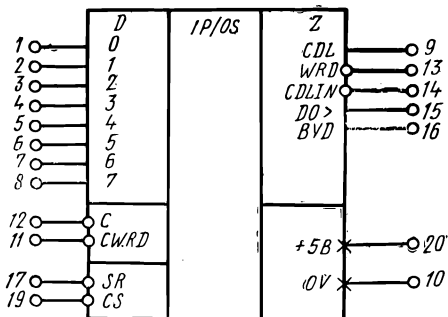 D IP/OS Z
1 0 CDL 9
2 1 WRD 13
3 2 CDLIN 14
4 3 DO> 15
5 4 BVD 16
6 5
7 6
8 7
12 C
11 CWRD
+5В 20
17 SR 0V 10
19 CS